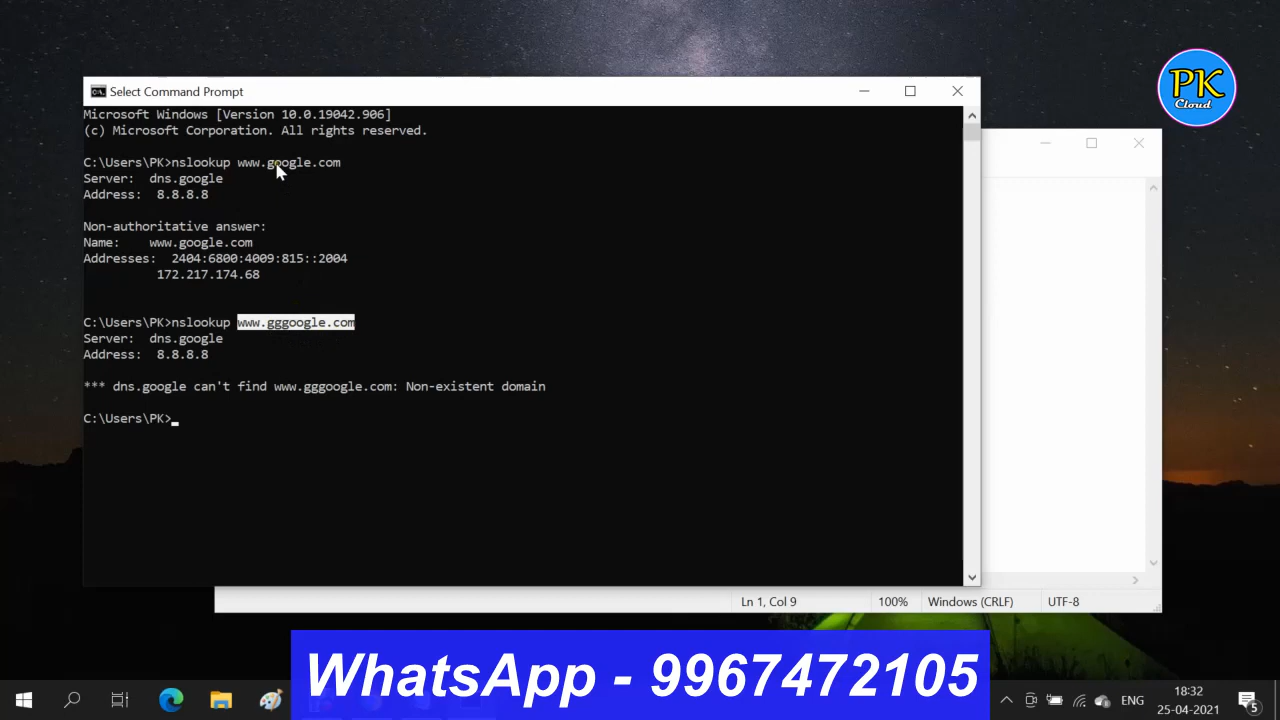 PK
Cloud
Select Command Prompt
Microsoft Windows [Version 10.0.19042.906]
(c) Microsoft Corporation. All rights reserved.
C:\Users\PK>nslookup www.google.com
Server:  dns.google
Address:  8.8.8.8
Non-authoritative answer:
Name:    www.google.com
Addresses:  2404:6800:4009:815::2004
172.217.174.68
C:\Users\PK>nslookup www.gggoogle.com
Server:  dns.google
Address:  8.8.8.8
*** dns.google can't find www.gggoogle.com: Non-existent domain
C:\Users\PK>
Ln 1, Col 9 100% Windows (CRLF) UTF-8
WhatsApp - 9967472105
ENG
18:32
25-04-2021
5